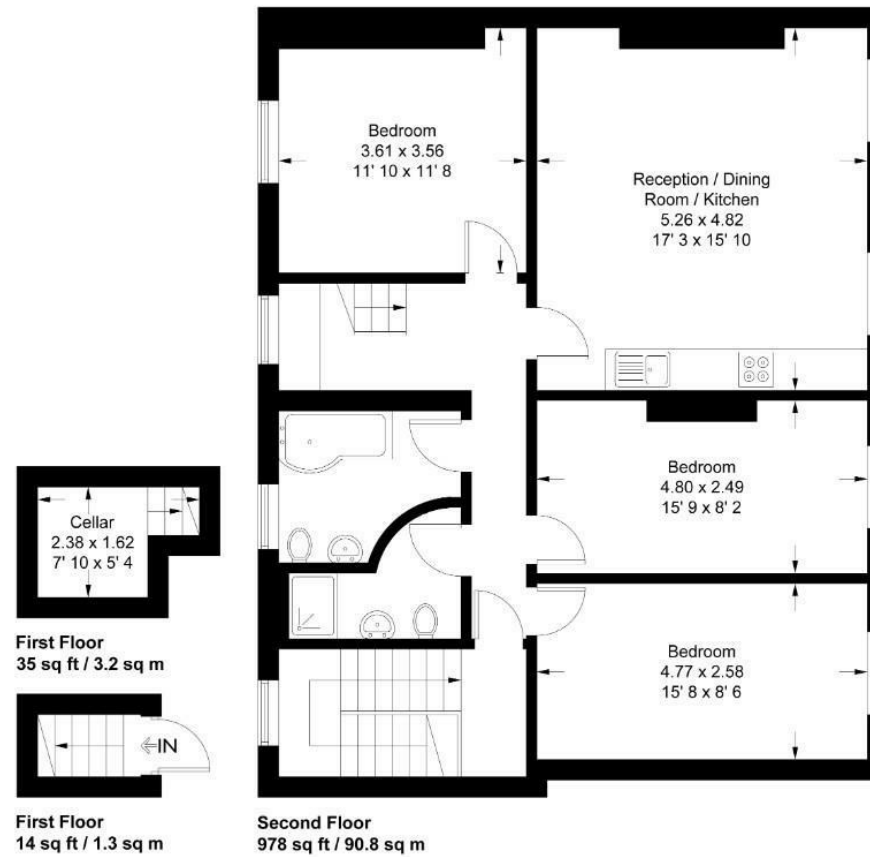 Bedroom
3.61 x 3.56
11' 10 x 11' 8
Reception / Dining
Room / Kitchen
5.26 x 4.82
17' 3 x 15' 10
Bedroom
4.80 x 2.49
15' 9 x 8' 2
Bedroom
4.77 x 2.58
15' 8 x 8' 6
Cellar
2.38 x 1.62
7' 10 x 5' 4
First Floor
35 sq ft / 3.2 sq m
IN
First Floor
14 sq ft / 1.3 sq m
Second Floor
978 sq ft / 90.8 sq m